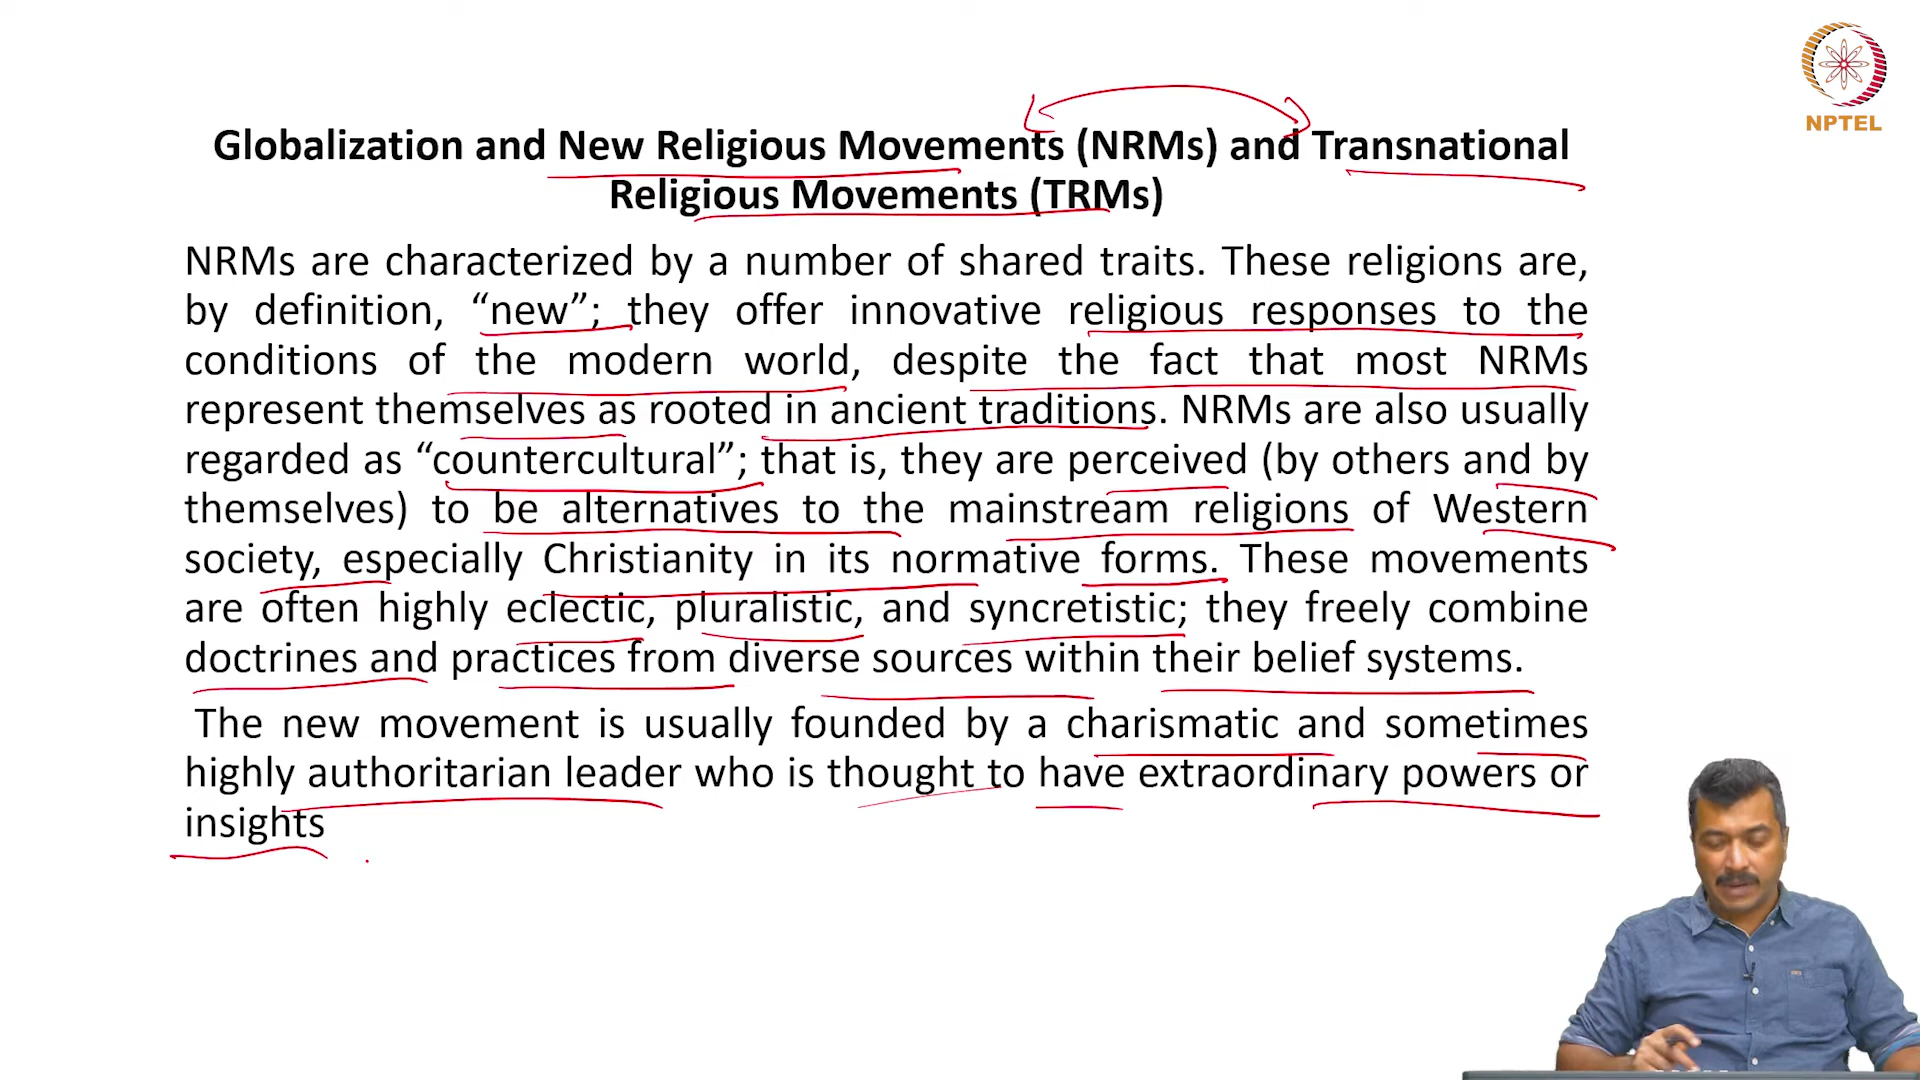 NPTEL
Globalization and New Religious Movements (NRMs) and Transnational
Religious Movements (TRMs)
NRMs are characterized by a number of shared traits. These religions are,
by definition, “new”; they offer innovative religious responses to the
conditions of the modern world, despite the fact that most NRMs
represent themselves as rooted in ancient traditions. NRMs are also usually
regarded as “countercultural”; that is, they are perceived (by others and by
themselves) to be alternatives to the mainstream religions of Western
society, especially Christianity in its normative forms. These movements
are often highly eclectic, pluralistic, and syncretistic; they freely combine
doctrines and practices from diverse sources within their belief systems.
The new movement is usually founded by a charismatic and sometimes
highly authoritarian leader who is thought to have extraordinary powers or
insights